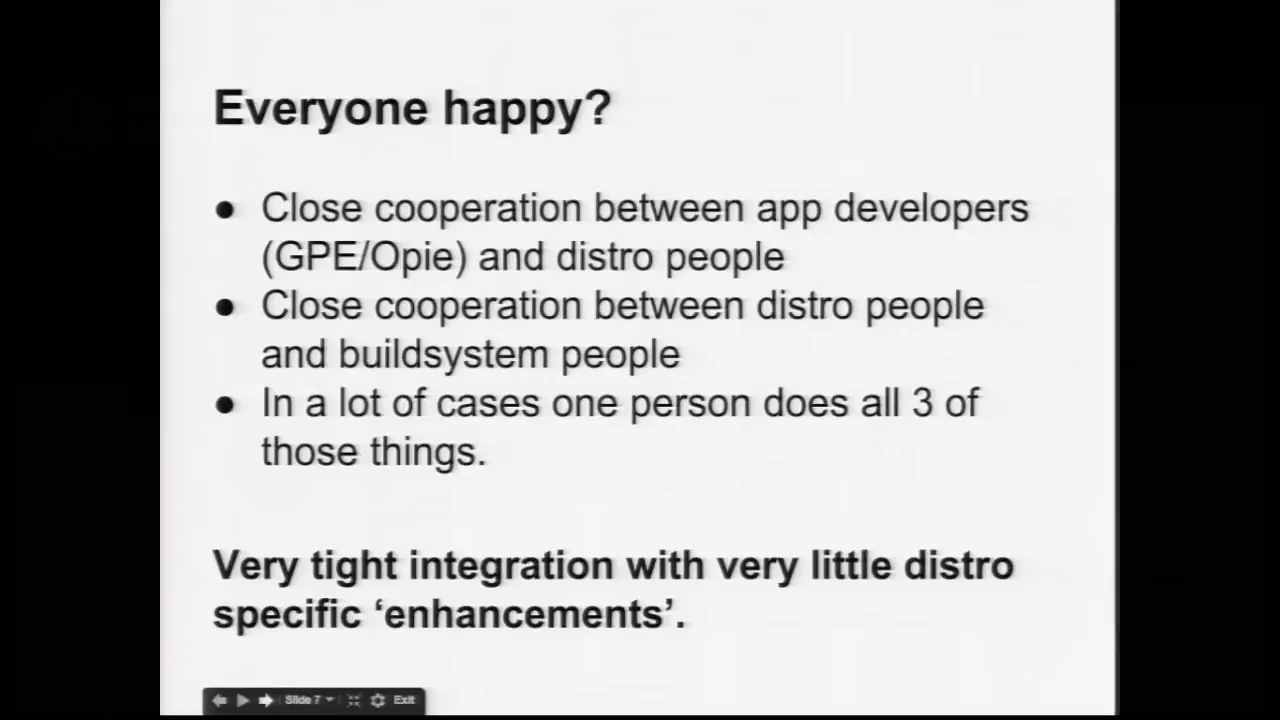 Everyone happy?
● Close cooperation between app developers
(GPE/Opie) and distro people
● Close cooperation between distro people
and buildsystem people
● In a lot of cases one person does all 3 of
those things.
Very tight integration with very little distro
specific ‘enhancements’.
Slide 7 Exit